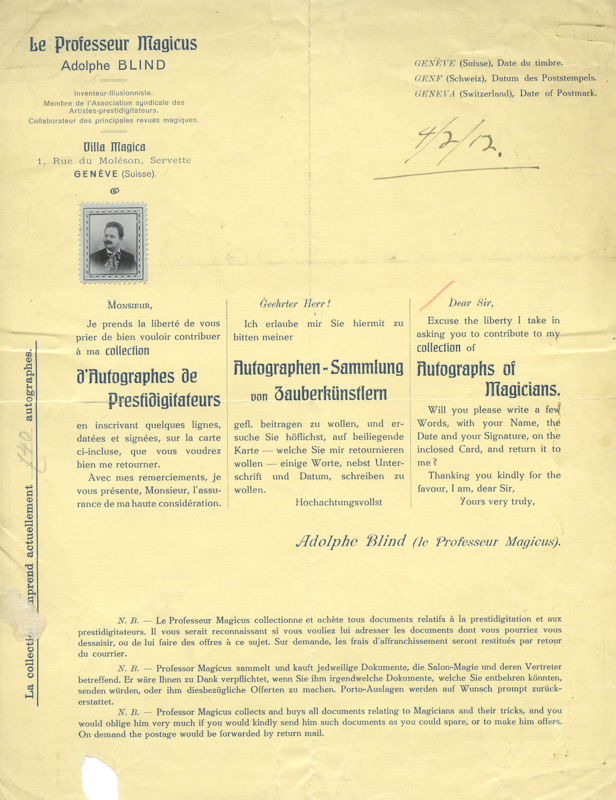 Le Professeur Magicus
Adolphe BLIND
Inventeur-Illusionniste.
Membre de l'Association syndicale des
Artistes-prestidigitateurs.
Collaborateur des principales revues magiques.
Villa Magica
1, Rue du Moléson, Servette
GENÈVE (Suisse).
GENÈVE (Suisse), Date du timbre.
GENF (Schweiz), Datum des Poststempels.
GENEVA (Switzerland), Date of Postmark.
4/2/12.
MONSIEUR,
Je prends la liberté de vous
prier de bien vouloir contribuer
à ma collection
d'Autographes de
Prestidigitateurs
en inscrivant quelques lignes,
datées et signées, sur la carte
ci-incluse, que vous voudrez
bien me retourner.
Avec mes remerciements, je
vous présente, Monsieur, l'assu-
rance de ma haute considération.
Geehrter Herr!
Ich erlaube mir Sie hiermit zu
bitten meiner
Autographen-Sammlung
von Zauberkünstlern
gefl. beitragen zu wollen, und er-
suche Sie höflichst, auf beiliegende
Karte — welche Sie mir retournieren
wollen — einige Worte, nebst Unter-
schrift und Datum, schreiben zu
wollen.
Hochachtungsvollst
Dear Sir,
Excuse the liberty I take in
asking you to contribute to my
collection of
Autographs of
Magicians.
Will you please write a few
Words, with your Name, the
Date and your Signature, on the
inclosed Card, and return it to
me?
Thanking you kindly for the
favour, I am, dear Sir,
Yours very truly,
Adolphe Blind (le Professeur Magicus).
La collection comprend actuellement 740 autographes.
N. B. — Le Professeur Magicus collectionne et achète tous documents relatifs à la prestidigitation et aux
prestidigitateurs. Il vous serait reconnaissant si vous vouliez lui adresser les documents dont vous pourriez vous
dessaisir, ou de lui faire des offres à ce sujet. Sur demande, les frais d'affranchissement seront restitués par retour
du courrier.
N. B. — Professor Magicus sammelt und kauft jedweilige Dokumente, die Salon-Magie und deren Vertreter
betreffend. Er wäre Ihnen zu Dank verpflichtet, wenn Sie ihm irgendwelche Dokumente, welche Sie entbehren könnten,
senden würden, oder ihm diesbezügliche Offerten zu machen. Porto-Auslagen werden auf Wunsch prompt zurück-
erstattet.
N. B. — Professor Magicus collects and buys all documents relating to Magicians and their tricks, and you
would oblige him very much if you would kindly send him such documents as you could spare, or to make him offers.
On demand the postage would be forwarded by return mail.